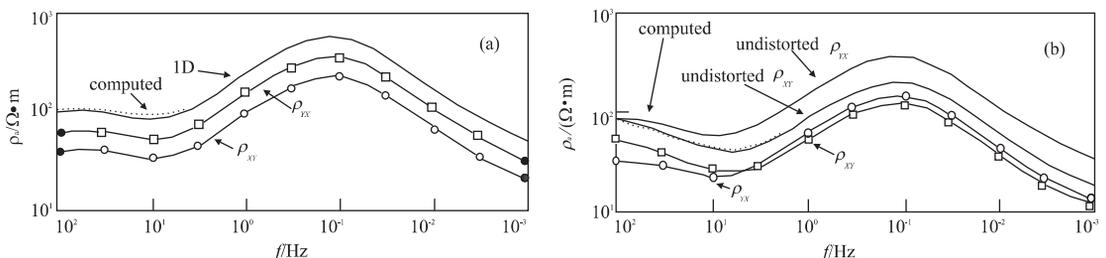 10³
(a)
1D
computed
10²
ρₐ/Ω•m
ρYX
ρXY
10¹
10² 10¹ 10⁰ 10⁻¹ 10⁻² 10⁻³
f/Hz
10³
computed
(b)
undistorted ρYX
undistorted ρXY
10²
ρₐ/(Ω•m)
ρXY
ρYX
10¹
10² 10¹ 10⁰ 10⁻¹ 10⁻² 10⁻³
f/Hz